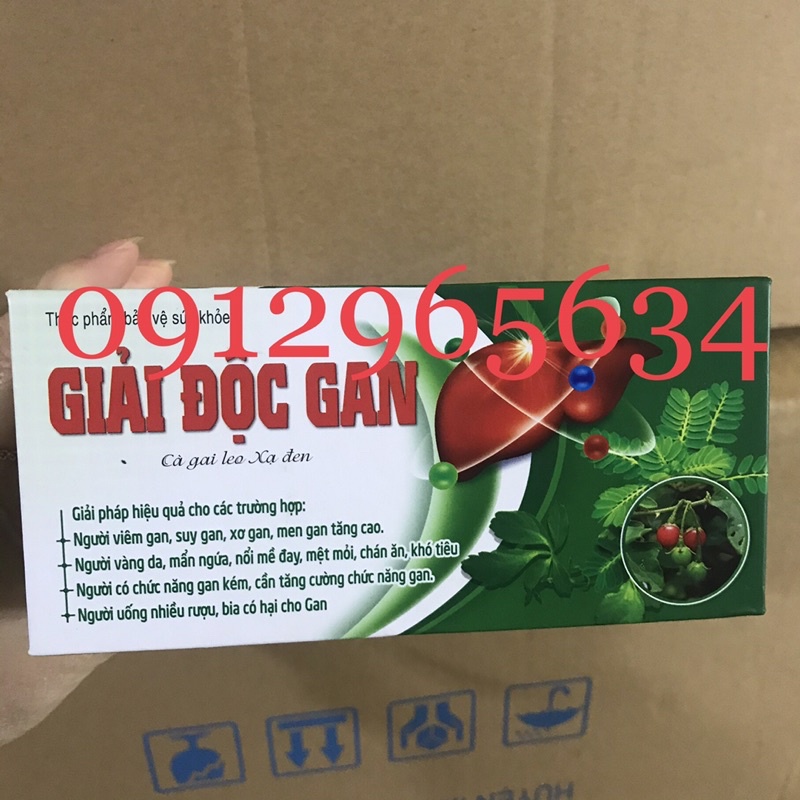 0912965634
Thực phẩm bảo vệ sức khỏe
GIẢI ĐỘC GAN
Cà gai leo Xạ đen
Giải pháp hiệu quả cho các trường hợp:
Người viêm gan, suy gan, xơ gan, men gan tăng cao.
Người vàng da, mẩn ngứa, nổi mề đay, mệt mỏi, chán ăn, khó tiêu
Người có chức năng gan kém, cần tăng cường chức năng gan.
Người uống nhiều rượu, bia có hại cho Gan
HUYỆN